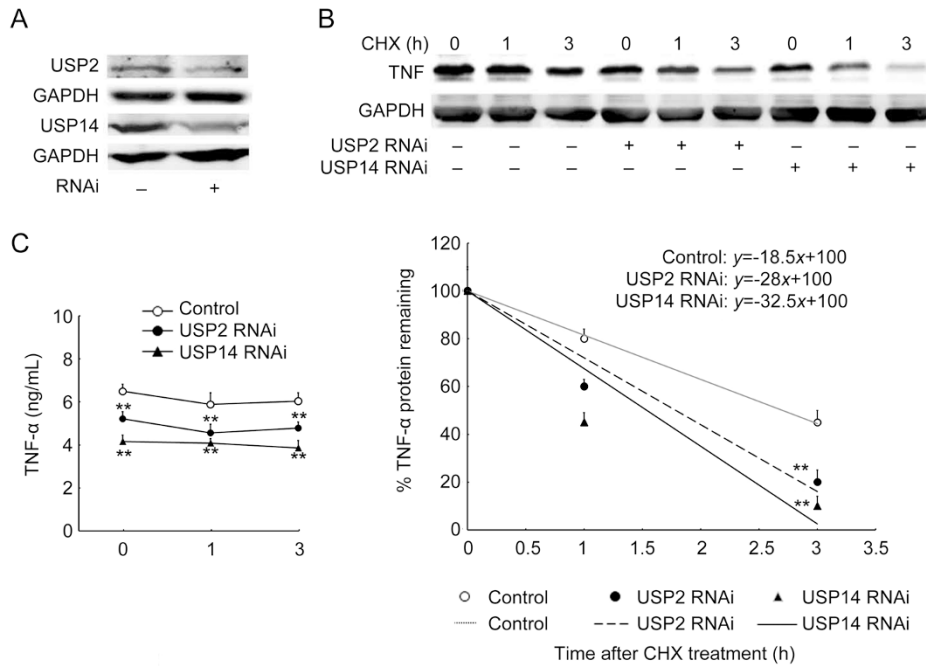 A
USP2
GAPDH
USP14
GAPDH
RNAi – +
B
CHX (h) 0 1 3 0 1 3 0 1 3
TNF
GAPDH
USP2 RNAi – – – + + + – – –
USP14 RNAi – – – – – – + + +
C
Control
USP2 RNAi
USP14 RNAi
TNF-α (ng/mL)
10
8
6
4
2
0
** ** **
** ** **
0 1 3
Control: y=-18.5x+100
USP2 RNAi: y=-28x+100
USP14 RNAi: y=-32.5x+100
% TNF-α protein remaining
120
100
80
60
40
20
0
**
**
0 0.5 1 1.5 2 2.5 3 3.5
Control USP2 RNAi USP14 RNAi
Control USP2 RNAi USP14 RNAi
Time after CHX treatment (h)